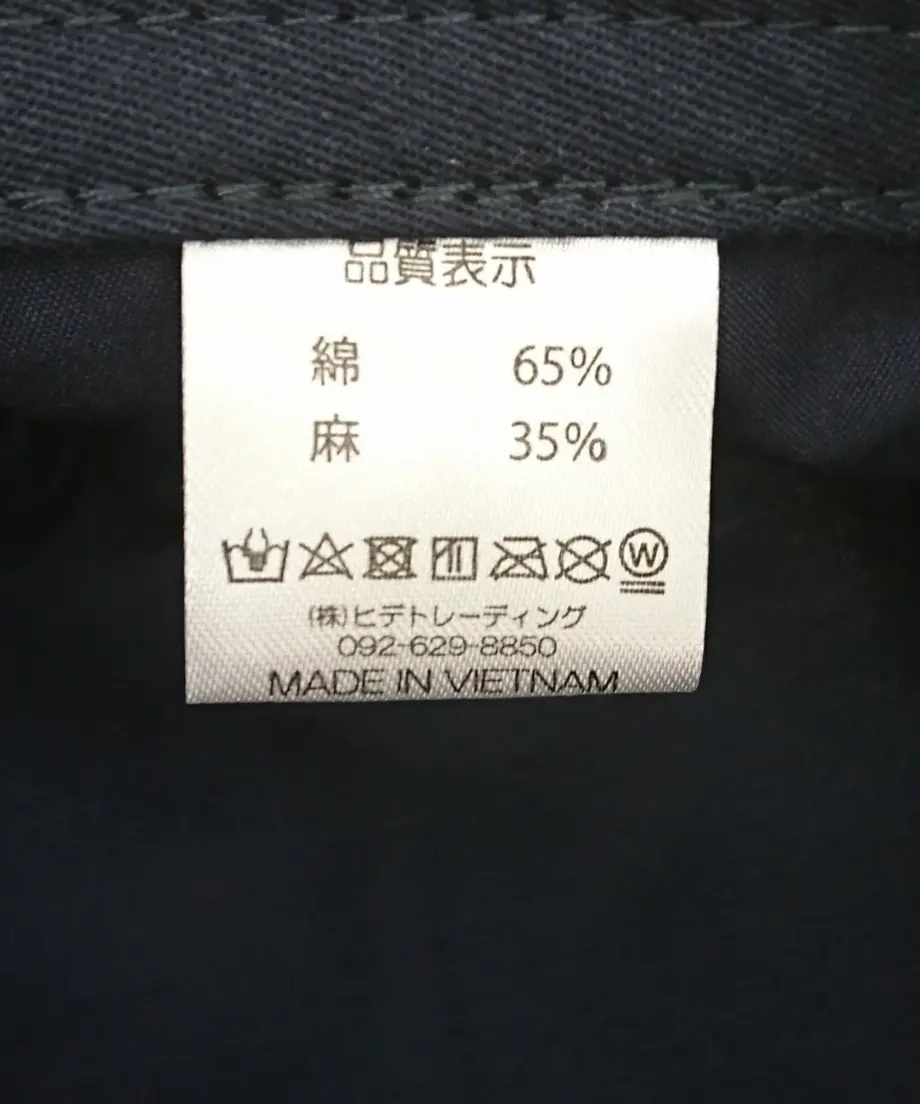 品質表示
綿 65%
麻 35%
W
(株)ヒデトレーディング
092-629-8850
MADE IN VIETNAM